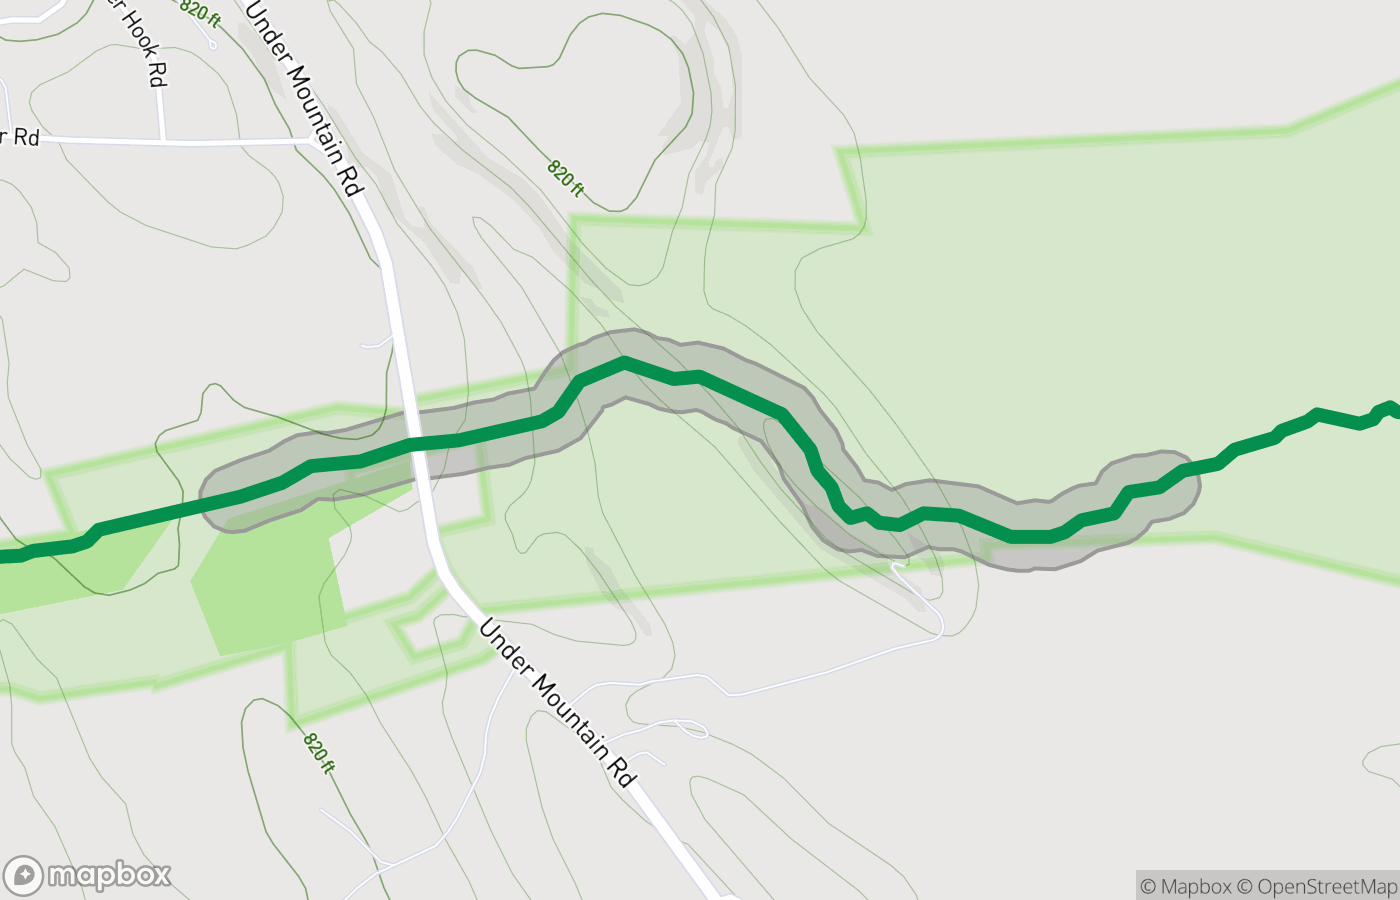 820 ft
Under Mountain Rd
Hook Rd
Rd
820 ft
Under Mountain Rd
820 ft
mapbox
© Mapbox © OpenStreetMap